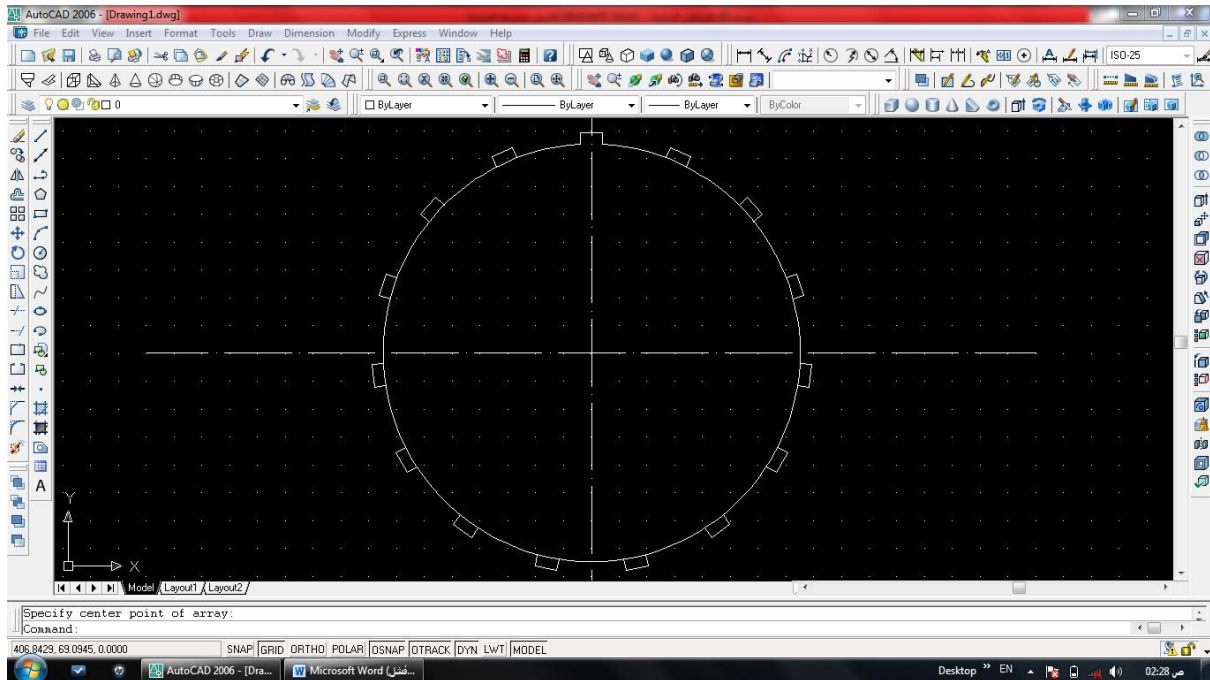 AutoCAD 2006 - [Drawing1.dwg]
File Edit View Insert Format Tools Draw Dimension Modify Express Window Help
ISO-25
0 ByLayer ByLayer ByLayer ByColor
A
Y
X
Model Layout1 Layout2
Specify center point of array:
Command:
406.8429, 69.0945, 0.0000 SNAP GRID ORTHO POLAR OSNAP OTRACK DYN LWT MODEL
AutoCAD 2006 - [Dra... Microsoft Word (فشل... Desktop » EN 02:28 ص